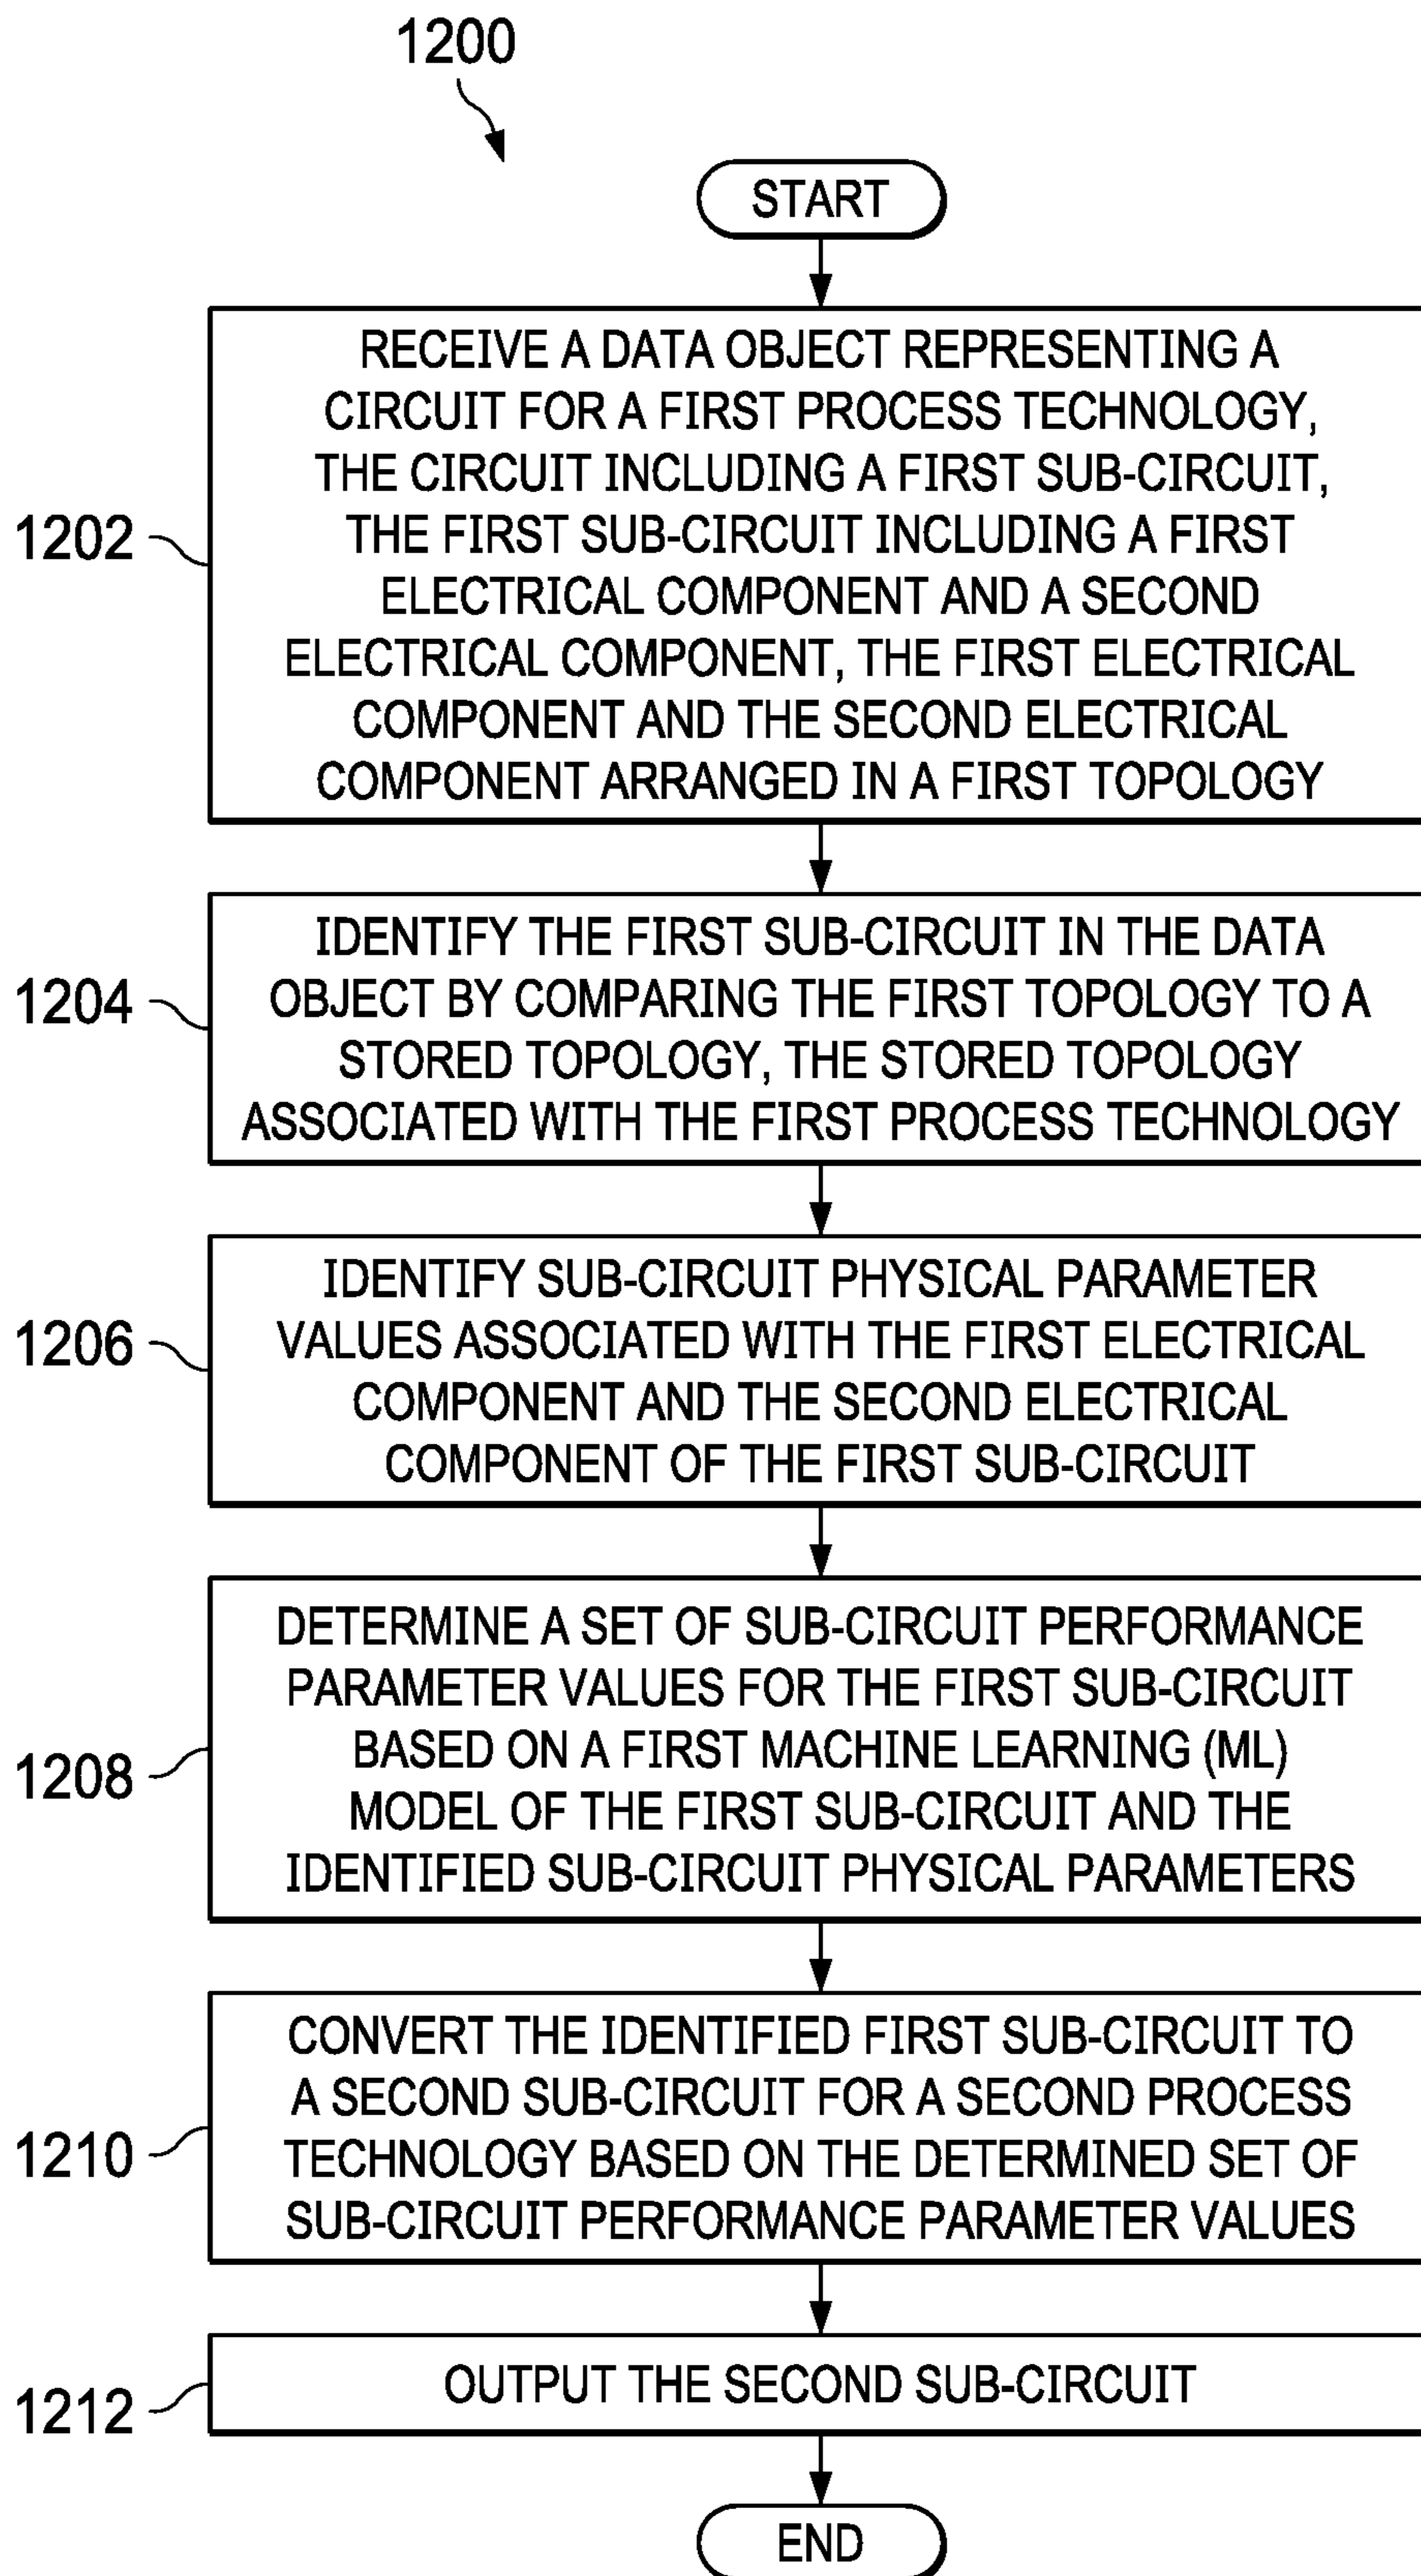 1200
START
RECEIVE A DATA OBJECT REPRESENTING A
CIRCUIT FOR A FIRST PROCESS TECHNOLOGY,
THE CIRCUIT INCLUDING A FIRST SUB-CIRCUIT,
THE FIRST SUB-CIRCUIT INCLUDING A FIRST
ELECTRICAL COMPONENT AND A SECOND
ELECTRICAL COMPONENT, THE FIRST ELECTRICAL
COMPONENT AND THE SECOND ELECTRICAL
COMPONENT ARRANGED IN A FIRST TOPOLOGY
1202
IDENTIFY THE FIRST SUB-CIRCUIT IN THE DATA
OBJECT BY COMPARING THE FIRST TOPOLOGY TO A
STORED TOPOLOGY, THE STORED TOPOLOGY
ASSOCIATED WITH THE FIRST PROCESS TECHNOLOGY
1204
IDENTIFY SUB-CIRCUIT PHYSICAL PARAMETER
VALUES ASSOCIATED WITH THE FIRST ELECTRICAL
COMPONENT AND THE SECOND ELECTRICAL
COMPONENT OF THE FIRST SUB-CIRCUIT
1206
DETERMINE A SET OF SUB-CIRCUIT PERFORMANCE
PARAMETER VALUES FOR THE FIRST SUB-CIRCUIT
BASED ON A FIRST MACHINE LEARNING (ML)
MODEL OF THE FIRST SUB-CIRCUIT AND THE
IDENTIFIED SUB-CIRCUIT PHYSICAL PARAMETERS
1208
CONVERT THE IDENTIFIED FIRST SUB-CIRCUIT TO
A SECOND SUB-CIRCUIT FOR A SECOND PROCESS
TECHNOLOGY BASED ON THE DETERMINED SET OF
SUB-CIRCUIT PERFORMANCE PARAMETER VALUES
1210
OUTPUT THE SECOND SUB-CIRCUIT
1212
END